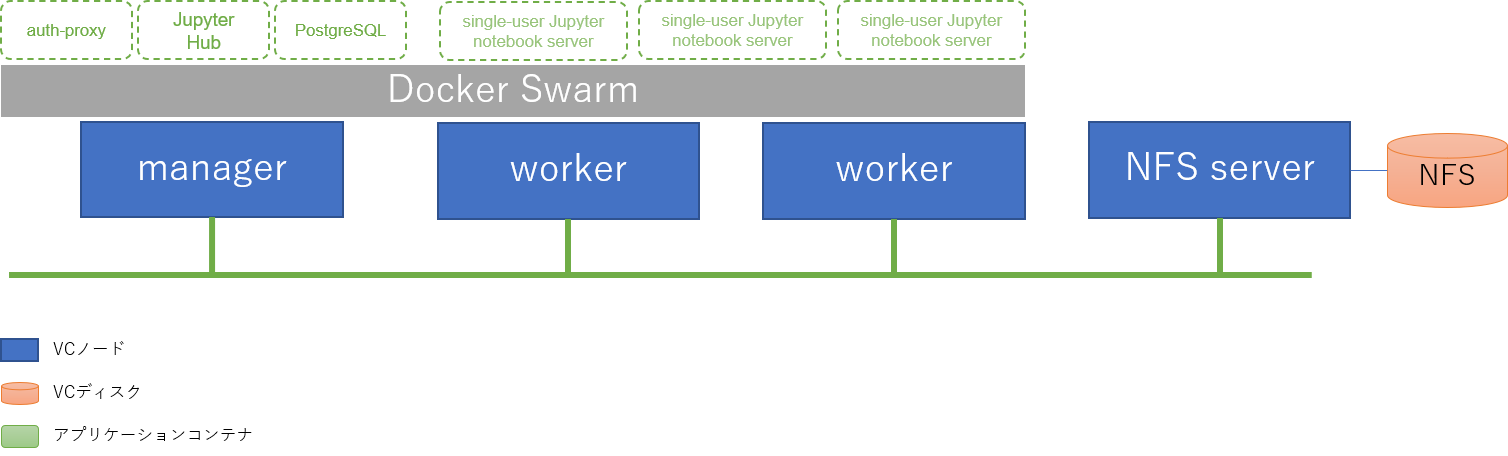 auth-proxy
Jupyter
Hub
PostgreSQL
single-user Jupyter
notebook server
single-user Jupyter
notebook server
single-user Jupyter
notebook server
Docker Swarm
manager
worker
worker
NFS server
NFS
VCノード
VCディスク
アプリケーションコンテナ